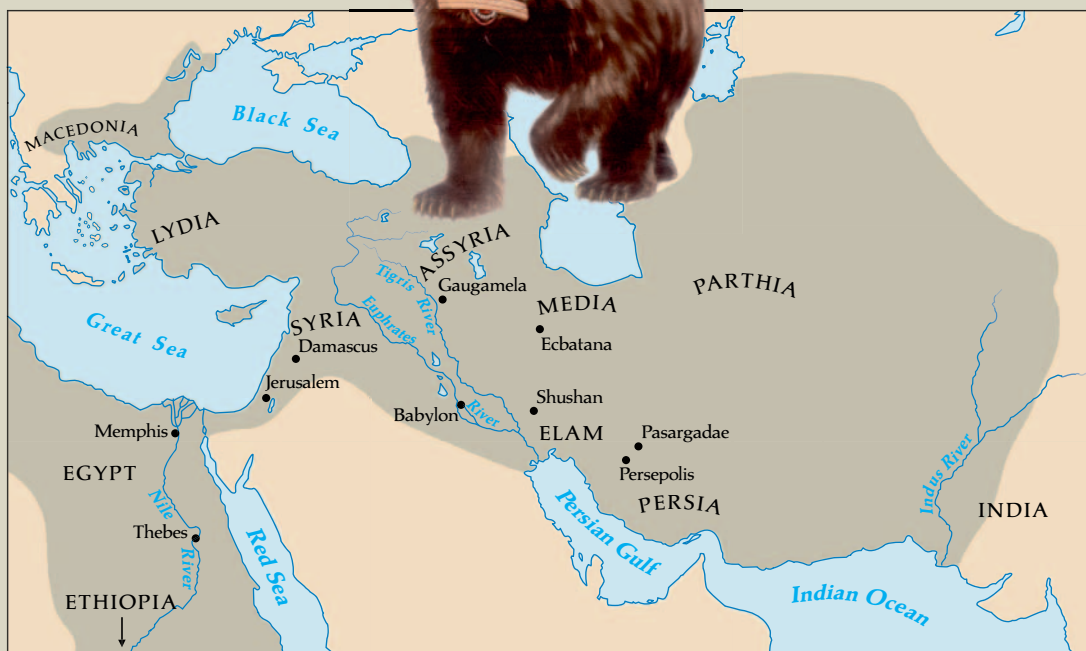 Black Sea
MACEDONIA
LYDIA
ASSYRIA
Tigris River
Gaugamela
MEDIA
PARTHIA
Great Sea
SYRIA
Euphrates River
Ecbatana
Damascus
Jerusalem
Shushan
Babylon
ELAM
Pasargadae
Memphis
Persepolis
EGYPT
PERSIA
Indus River
INDIA
Nile River
Persian Gulf
Thebes
Red Sea
Indian Ocean
ETHIOPIA